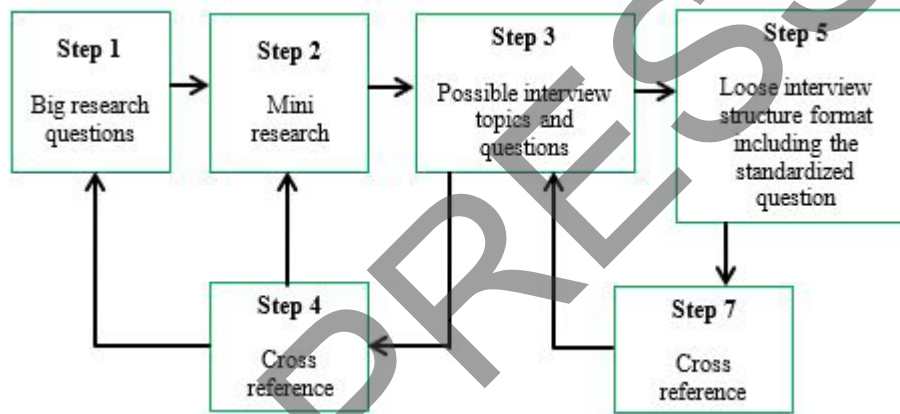 Step 1
Big research
questions
Step 2
Mini
research
Step 3
Possible interview
topics and
questions
Step 5
Loose interview
structure format
including the
standardized
question
Step 4
Cross
reference
Step 7
Cross
reference
PRESS